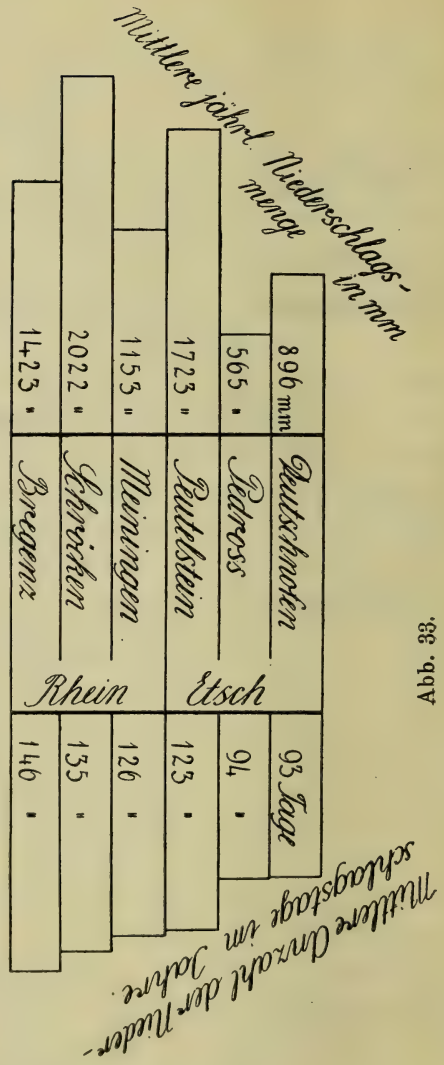 Mittlere jährl. Niederschlags-
menge in mm
896 mm Deutschnofen 93 Tage
565 " Pedross 94 "
1723 " Peutelstein 123 "
Etsch
1153 " Meiningen 126 "
2022 " Schröcken 135 "
1423 " Bregenz 146 "
Rhein
Mittlere Anzahl der Nieder-
schlagstage im Jahre.
Abb. 33.